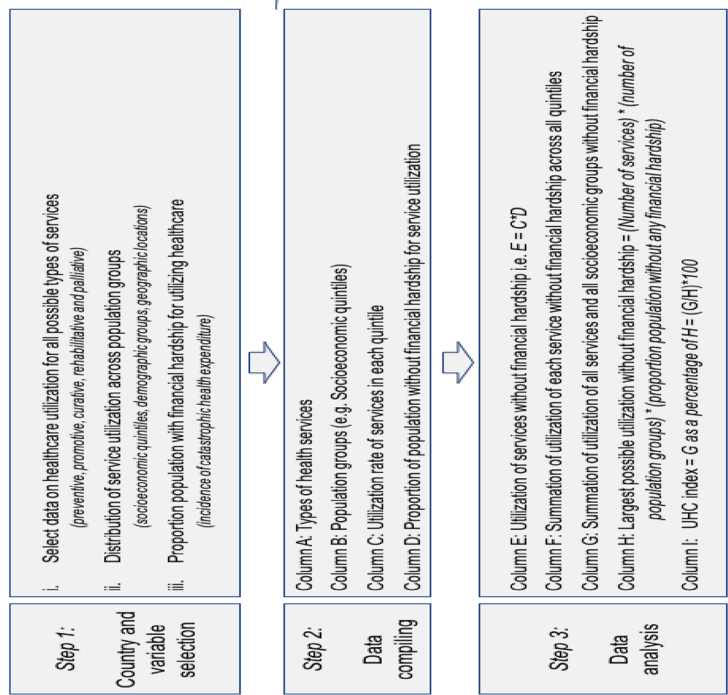 Step 1:
Country and
variable
selection
i. Select data on healthcare utilization for all possible types of services
(preventive, promotive, curative, rehabilitative and palliative)
ii. Distribution of service utilization across population groups
(socioeconomic quintiles, demographic groups, geographic locations)
iii. Proportion population with financial hardship for utilizing healthcare
(incidence of catastrophic health expenditure)
Step 2:
Data
compiling
Column A: Types of health services
Column B: Population groups (e.g. Socioeconomic quintiles)
Column C: Utilization rate of services in each quintile
Column D: Proportion of population without financial hardship for service utilization
Step 3:
Data
analysis
Column E: Utilization of services without financial hardship i.e. E = C*D
Column F: Summation of utilization of each service without financial hardship across all quintiles
Column G: Summation of utilization of all services and all socioeconomic groups without financial hardship
Column H: Largest possible utilization without financial hardship = (Number of services) * (number of
population groups) * (proportion population without any financial hardship)
Column I: UHC index = G as a percentage of H = (G/H)*100